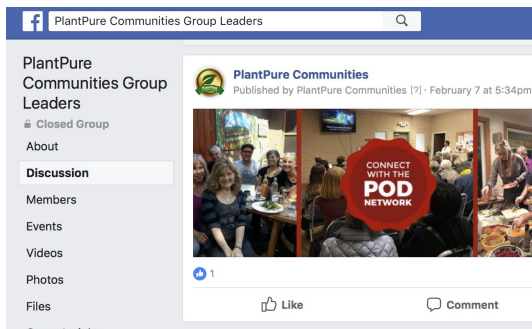 PlantPure Communities Group Leaders
PlantPure
Communities Group
Leaders
Closed Group
About
Discussion
Members
Events
Videos
Photos
Files
PlantPure Communities
Published by PlantPure Communities [?] · February 7 at 5:34pm
CONNECT
WITH THE
POD
NETWORK
1
Like
Comment